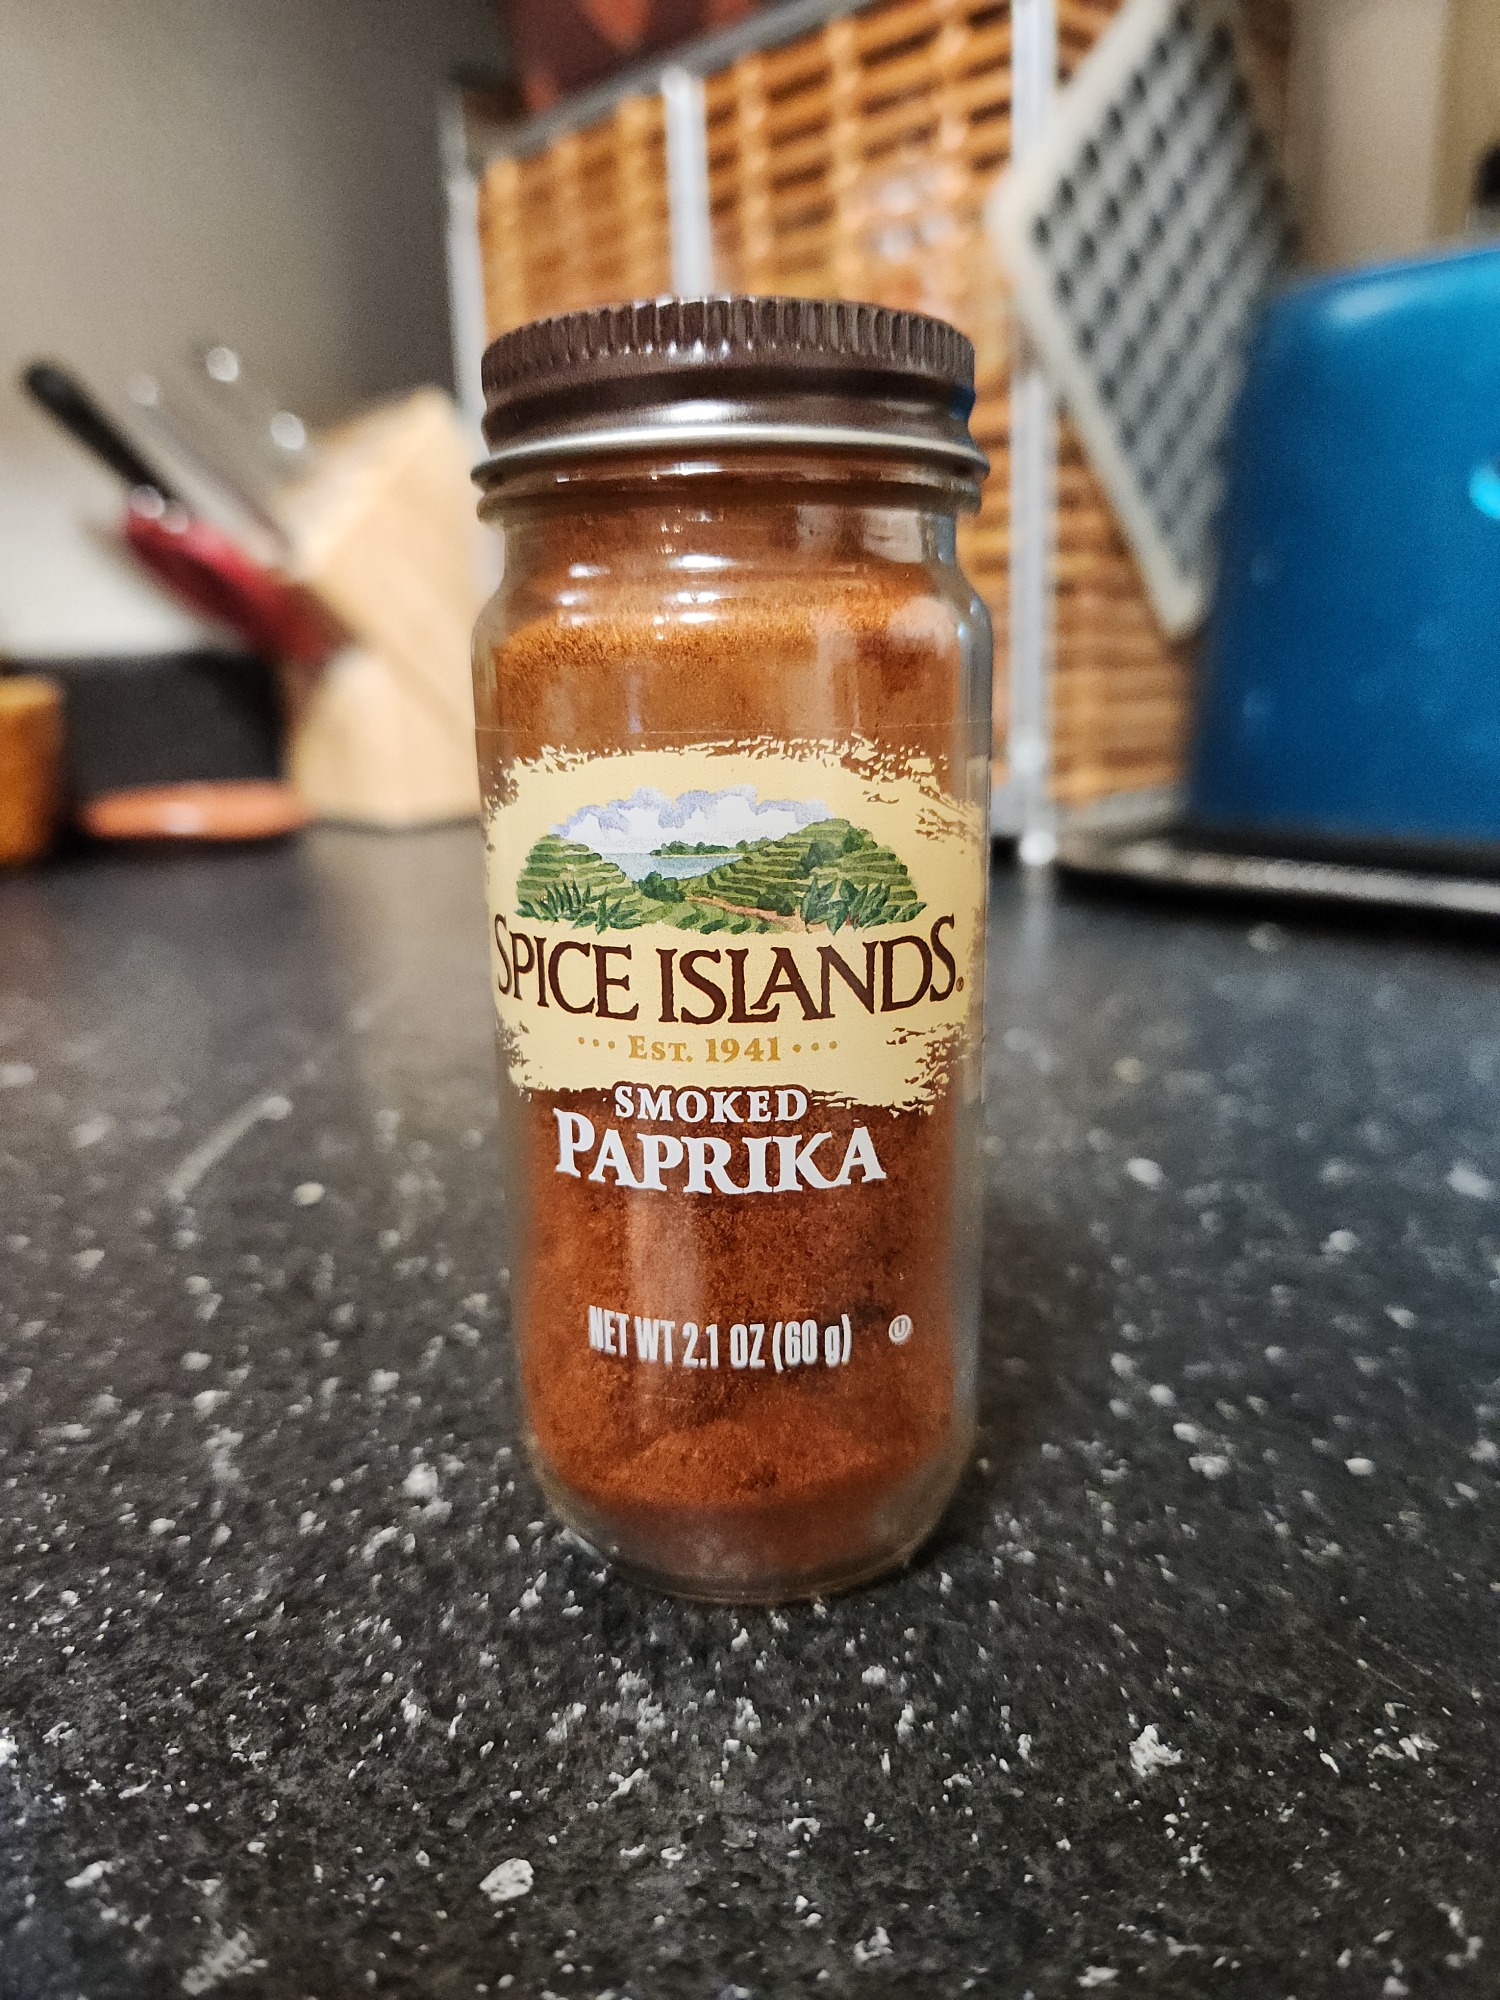 SPICE ISLANDS®
··· EST. 1941 ···
SMOKED
PAPRIKA
NET WT 2.1 OZ (60 g) Ⓤ